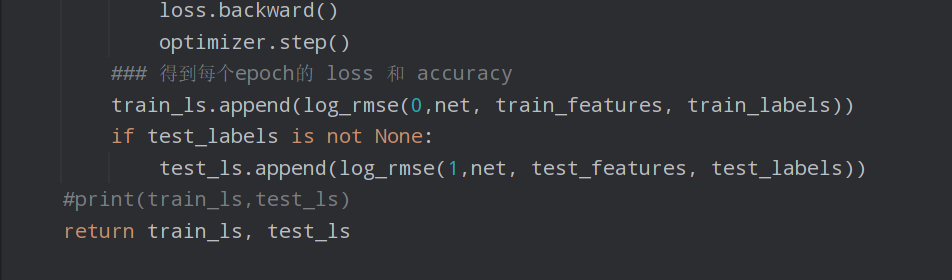 loss.backward()
optimizer.step()
### 得到每个epoch的 loss 和 accuracy
train_ls.append(log_rmse(0,net, train_features, train_labels))
if test_labels is not None:
test_ls.append(log_rmse(1,net, test_features, test_labels))
#print(train_ls,test_ls)
return train_ls, test_ls